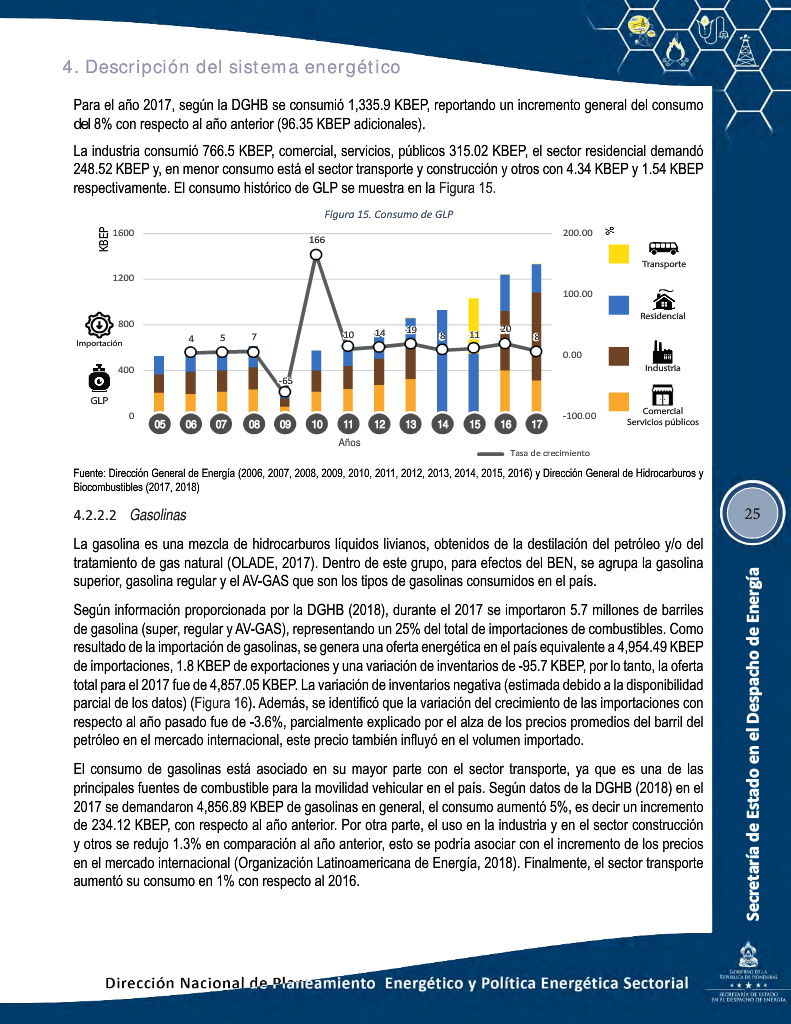 4. Descripción del sistema energético
Para el año 2017, según la DGHB se consumió 1,335.9 KBEP, reportando un incremento general del consumo
del 8% con respecto al año anterior (96.35 KBEP adicionales).
La industria consumió 766.5 KBEP, comercial, servicios, públicos 315.02 KBEP, el sector residencial demandó
248.52 KBEP y, en menor consumo está el sector transporte y construcción y otros con 4.34 KBEP y 1.54 KBEP
respectivamente. El consumo histórico de GLP se muestra en la Figura 15.
Figura 15. Consumo de GLP
KBEP
1600
1200
800
400
0
200.00
100.00
0.00
-100.00
%
Importación
GLP
4
5
7
-65
166
10
14
19
8
11
20
8
05 06 07 08 09 10 11 12 13 14 15 16 17
Años
Tasa de crecimiento
Transporte
Residencial
Industria
Comercial
Servicios públicos
Fuente: Dirección General de Energía (2006, 2007, 2008, 2009, 2010, 2011, 2012, 2013, 2014, 2015, 2016) y Dirección General de Hidrocarburos y
Biocombustibles (2017, 2018)
4.2.2.2 Gasolinas
La gasolina es una mezcla de hidrocarburos líquidos livianos, obtenidos de la destilación del petróleo y/o del
tratamiento de gas natural (OLADE, 2017). Dentro de este grupo, para efectos del BEN, se agrupa la gasolina
superior, gasolina regular y el AV-GAS que son los tipos de gasolinas consumidos en el país.
Según información proporcionada por la DGHB (2018), durante el 2017 se importaron 5.7 millones de barriles
de gasolina (super, regular y AV-GAS), representando un 25% del total de importaciones de combustibles. Como
resultado de la importación de gasolinas, se genera una oferta energética en el país equivalente a 4,954.49 KBEP
de importaciones, 1.8 KBEP de exportaciones y una variación de inventarios de -95.7 KBEP, por lo tanto, la oferta
total para el 2017 fue de 4,857.05 KBEP. La variación de inventarios negativa (estimada debido a la disponibilidad
parcial de los datos) (Figura 16). Además, se identificó que la variación del crecimiento de las importaciones con
respecto al año pasado fue de -3.6%, parcialmente explicado por el alza de los precios promedios del barril del
petróleo en el mercado internacional, este precio también influyó en el volumen importado.
El consumo de gasolinas está asociado en su mayor parte con el sector transporte, ya que es una de las
principales fuentes de combustible para la movilidad vehicular en el país. Según datos de la DGHB (2018) en el
2017 se demandaron 4,856.89 KBEP de gasolinas en general, el consumo aumentó 5%, es decir un incremento
de 234.12 KBEP, con respecto al año anterior. Por otra parte, el uso en la industria y en el sector construcción
y otros se redujo 1.3% en comparación al año anterior, esto se podría asociar con el incremento de los precios
en el mercado internacional (Organización Latinoamericana de Energía, 2018). Finalmente, el sector transporte
aumentó su consumo en 1% con respecto al 2016.
25
Secretaría de Estado en el Despacho de Energía
Dirección Nacional de Planeamiento Energético y Política Energética Sectorial
GOBIERNO DE LA
REPÚBLICA DE HONDURAS
SECRETARÍA DE ESTADO
EN EL DESPACHO DE ENERGÍA